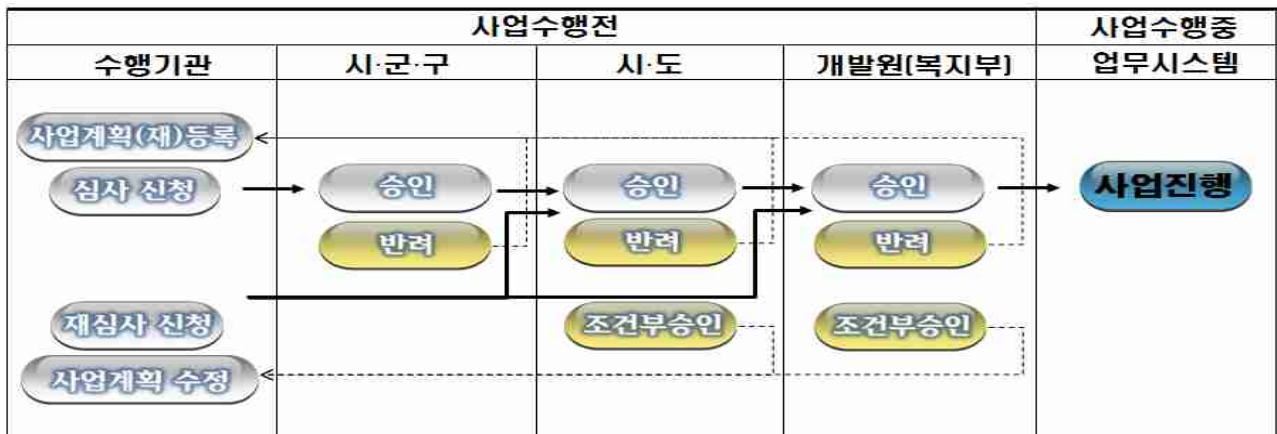 사업수행전 사업수행중
수행기관 시·군·구 시·도 개발원(복지부) 업무시스템
사업계획(재)등록
심사 신청 승인 승인 승인 사업진행
반려 반려 반려
재심사 신청 조건부승인 조건부승인
사업계획 수정